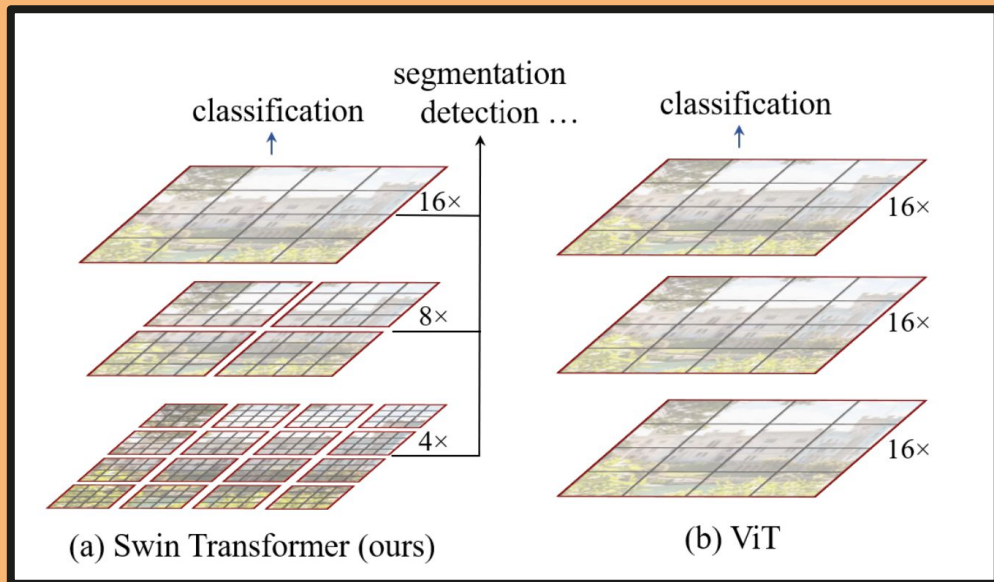 segmentation
detection ...
classification
16×
8×
4×
(a) Swin Transformer (ours)
classification
16×
16×
16×
(b) ViT